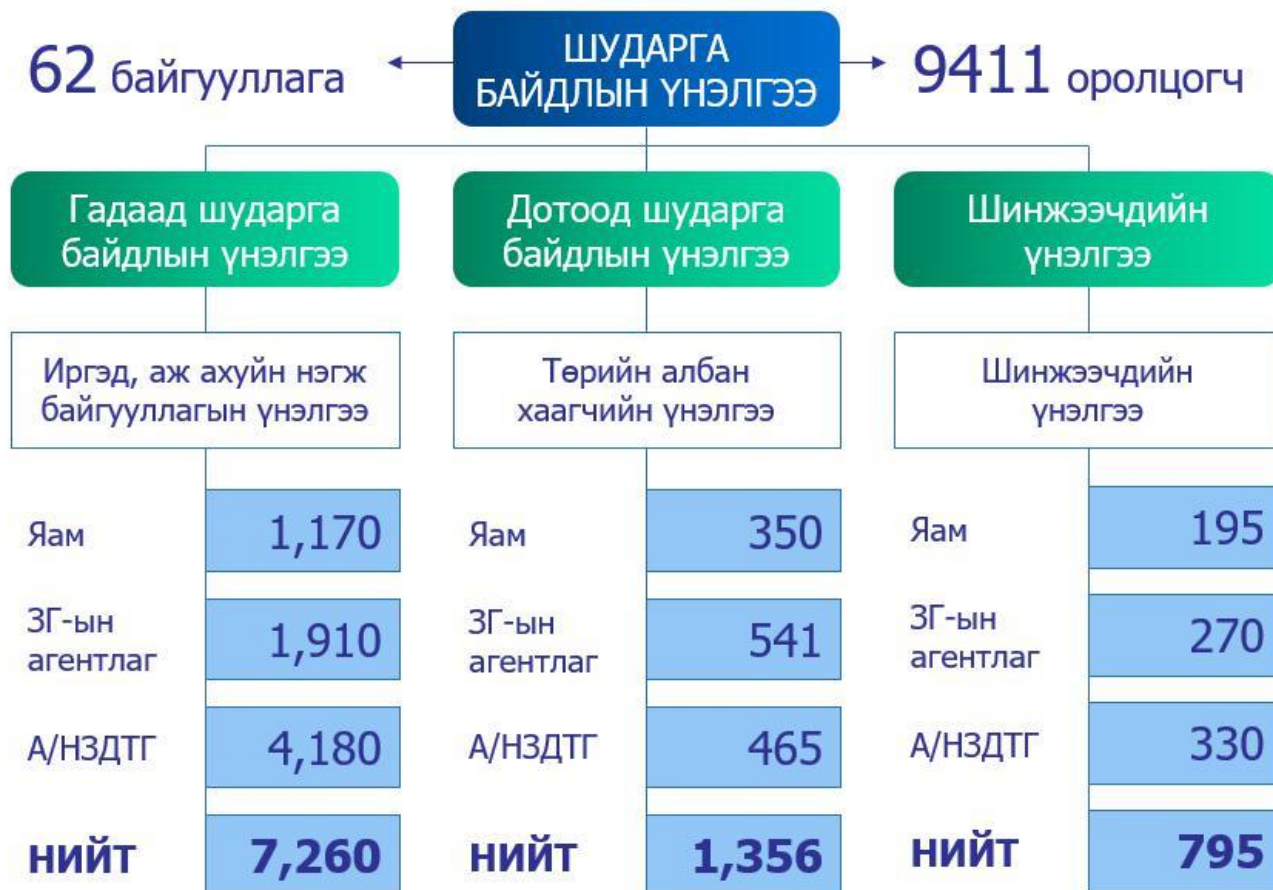 62 байгууллага
ШУДАРГА
БАЙДЛЫН ҮНЭЛГЭЭ
9411 оролцогч
Гадаад шударга
байдлын үнэлгээ
Иргэд, аж ахуйн нэгж
байгууллагын үнэлгээ
Яам 1,170
ЗГ-ын
агентлаг 1,910
А/НЗДТГ 4,180
НИЙТ 7,260
Дотоод шударга
байдлын үнэлгээ
Төрийн албан
хаагчийн үнэлгээ
Яам 350
ЗГ-ын
агентлаг 541
А/НЗДТГ 465
НИЙТ 1,356
Шинжээчдийн
үнэлгээ
Шинжээчдийн
үнэлгээ
Яам 195
ЗГ-ын
агентлаг 270
А/НЗДТГ 330
НИЙТ 795